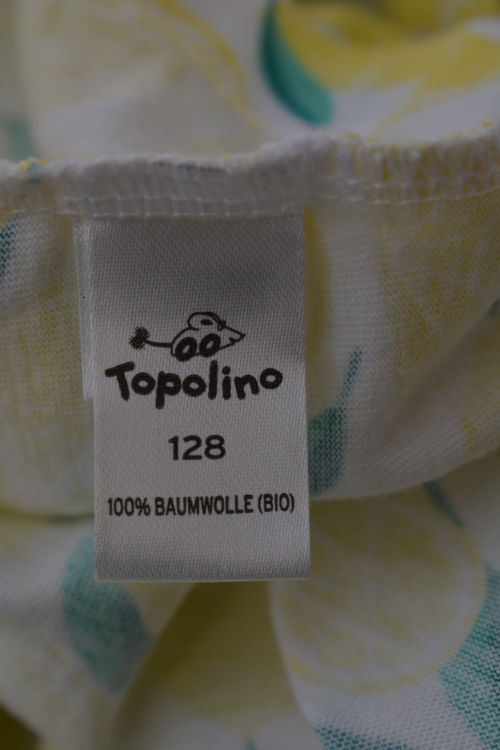 Topolino
128
100% BAUMWOLLE (BIO)